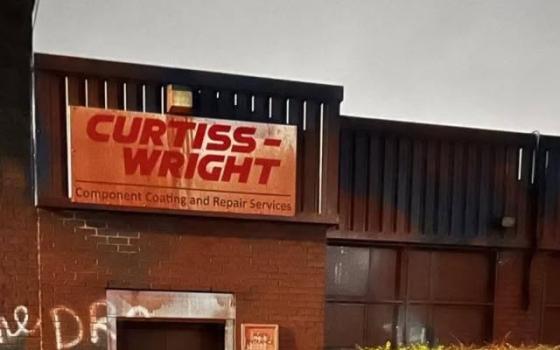 CURTISS-
WRIGHT
Component Coating and Repair Services